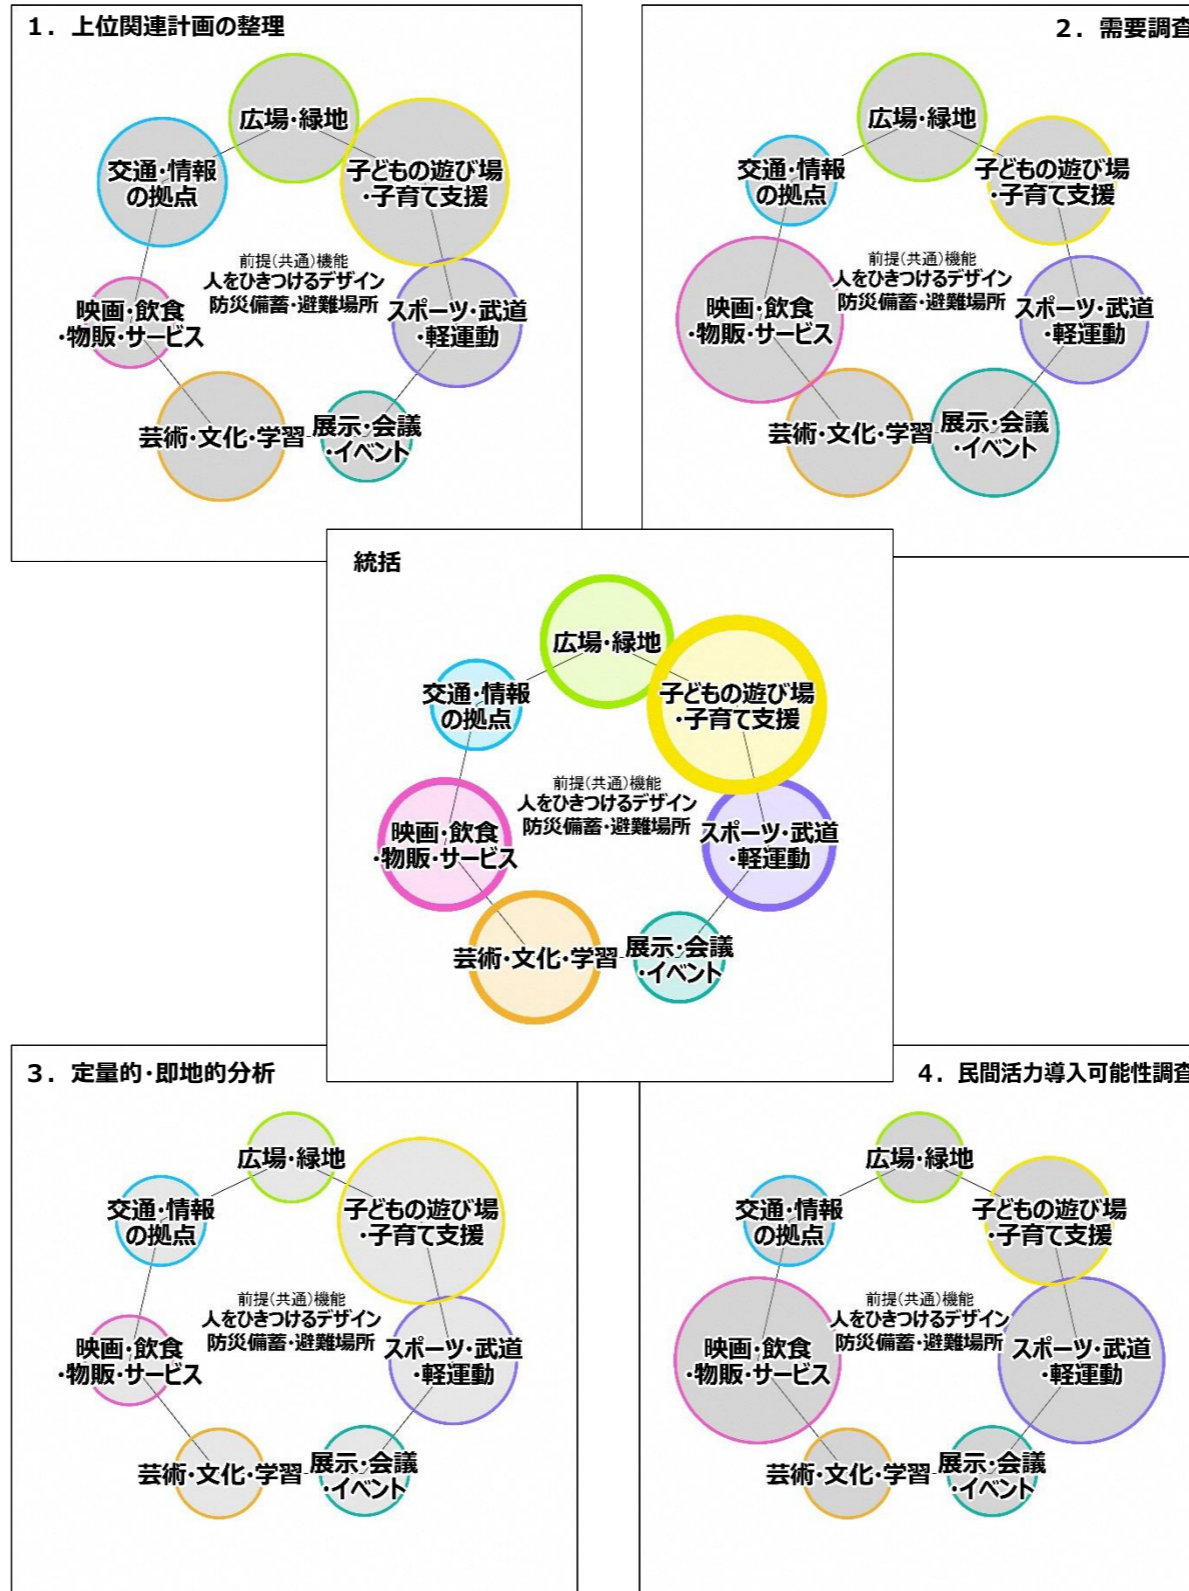 1．上位関連計画の整理
広場・緑地
交通・情報
の拠点
子どもの遊び場
・子育て支援
前提(共通)機能
人をひきつけるデザイン
防災備蓄・避難場所
映画・飲食
・物販・サービス
スポーツ・武道
・軽運動
芸術・文化・学習
展示・会議
・イベント
2．需要調査
広場・緑地
交通・情報
の拠点
子どもの遊び場
・子育て支援
前提(共通)機能
人をひきつけるデザイン
防災備蓄・避難場所
映画・飲食
・物販・サービス
スポーツ・武道
・軽運動
芸術・文化・学習
展示・会議
・イベント
統括
広場・緑地
交通・情報
の拠点
子どもの遊び場
・子育て支援
前提(共通)機能
人をひきつけるデザイン
防災備蓄・避難場所
映画・飲食
・物販・サービス
スポーツ・武道
・軽運動
芸術・文化・学習
展示・会議
・イベント
3．定量的・即地的分析
広場・緑地
交通・情報
の拠点
子どもの遊び場
・子育て支援
前提(共通)機能
人をひきつけるデザイン
防災備蓄・避難場所
映画・飲食
・物販・サービス
スポーツ・武道
・軽運動
芸術・文化・学習
展示・会議
・イベント
4．民間活力導入可能性調査
広場・緑地
交通・情報
の拠点
子どもの遊び場
・子育て支援
前提(共通)機能
人をひきつけるデザイン
防災備蓄・避難場所
映画・飲食
・物販・サービス
スポーツ・武道
・軽運動
芸術・文化・学習
展示・会議
・イベント